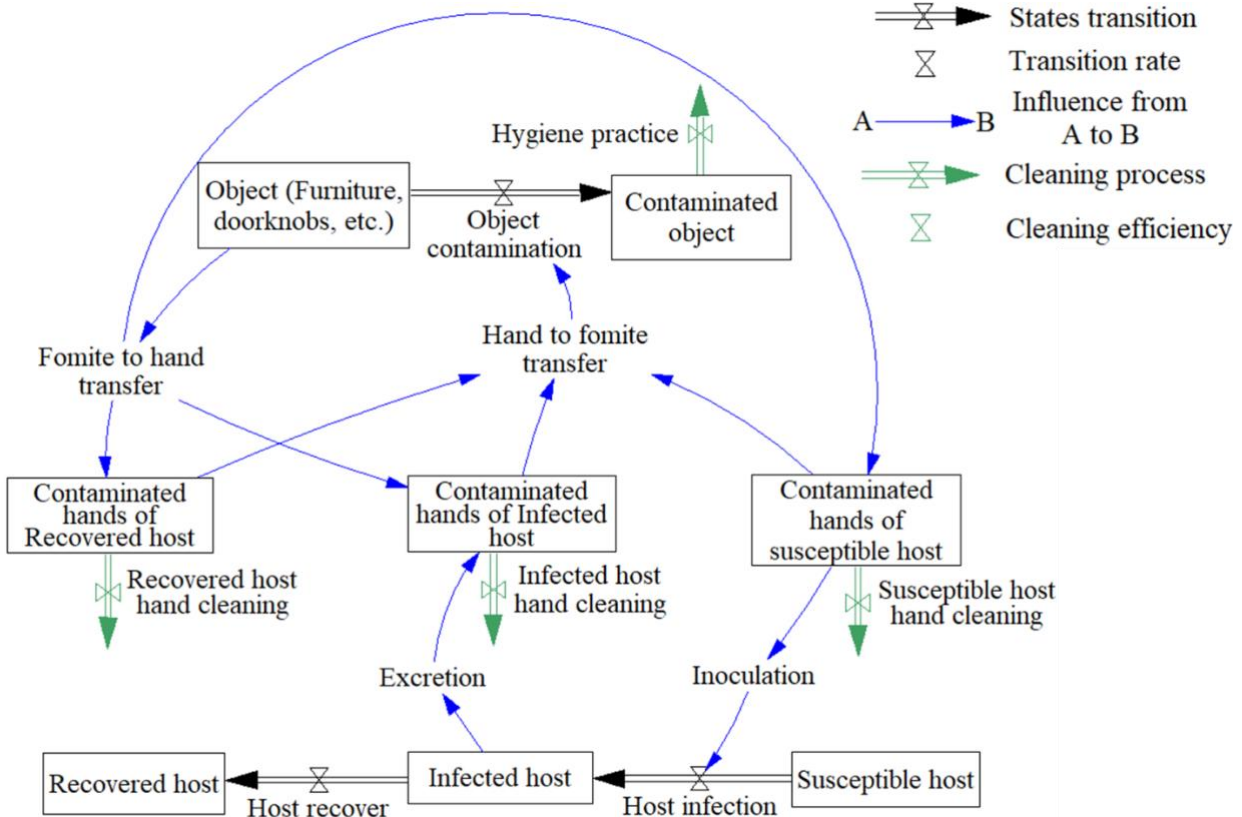 States transition
Transition rate
A
B
Influence from
A to B
Cleaning process
Cleaning efficiency
Hygiene practice
Object (Furniture,
doorknobs, etc.)
Object
contamination
Contaminated
object
Fomite to hand
transfer
Hand to fomite
transfer
Contaminated
hands of
Recovered host
Contaminated
hands of Infected
host
Contaminated
hands of
susceptible host
Recovered host
hand cleaning
Infected host
hand cleaning
Susceptible host
hand cleaning
Excretion
Inoculation
Recovered host
Host recover
Infected host
Host infection
Susceptible host